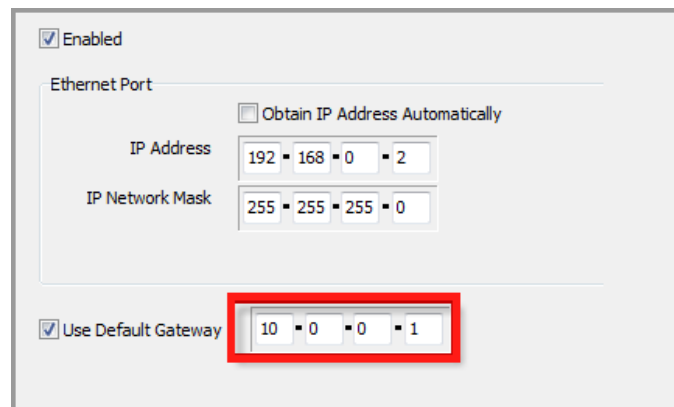 Enabled
Ethernet Port
Obtain IP Address Automatically
IP Address 192 - 168 - 0 - 2
IP Network Mask 255 - 255 - 255 - 0
Use Default Gateway 10 - 0 - 0 - 1